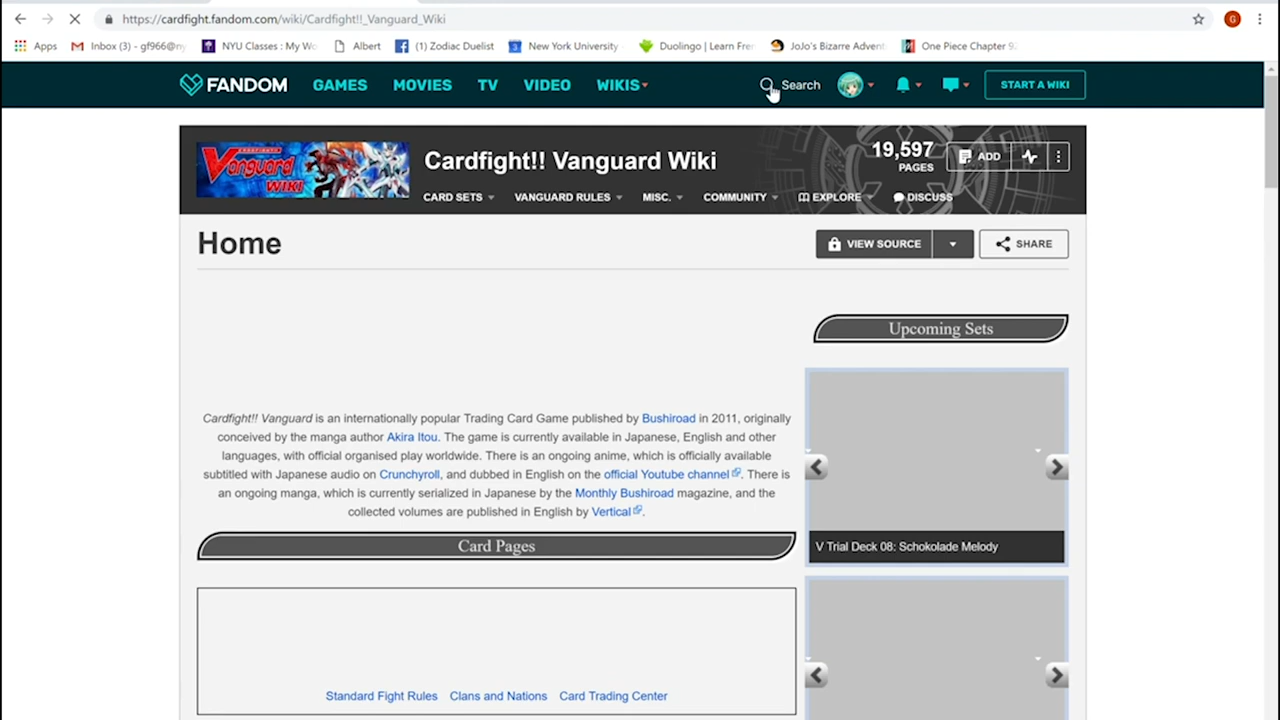 https://cardfight.fandom.com/wiki/Cardfight!!_Vanguard_Wiki
G
Apps
Inbox (3) - gf966@ny
NYU Classes : My Wo
Albert
(1) Zodiac Duelist
New York University
Duolingo | Learn Fre
JoJo's Bizarre Advent
One Piece Chapter 9
FANDOM
GAMES
MOVIES
TV
VIDEO
WIKIS
Search
START A WIKI
Vanguard
WIKI
Cardfight!! Vanguard Wiki
19,597
PAGES
ADD
CARD SETS
VANGUARD RULES
MISC.
COMMUNITY
EXPLORE
DISCUSS
Home
VIEW SOURCE
SHARE
Upcoming Sets
Cardfight!! Vanguard is an internationally popular Trading Card Game published by Bushiroad in 2011, originally
conceived by the manga author Akira Itou. The game is currently available in Japanese, English and other
languages, with official organised play worldwide. There is an ongoing anime, which is officially available
subtitled with Japanese audio on Crunchyroll, and dubbed in English on the official Youtube channel. There is
an ongoing manga, which is currently serialized in Japanese by the Monthly Bushiroad magazine, and the
collected volumes are published in English by Vertical.
V Trial Deck 08: Schokolade Melody
Card Pages
Standard Fight Rules
Clans and Nations
Card Trading Center